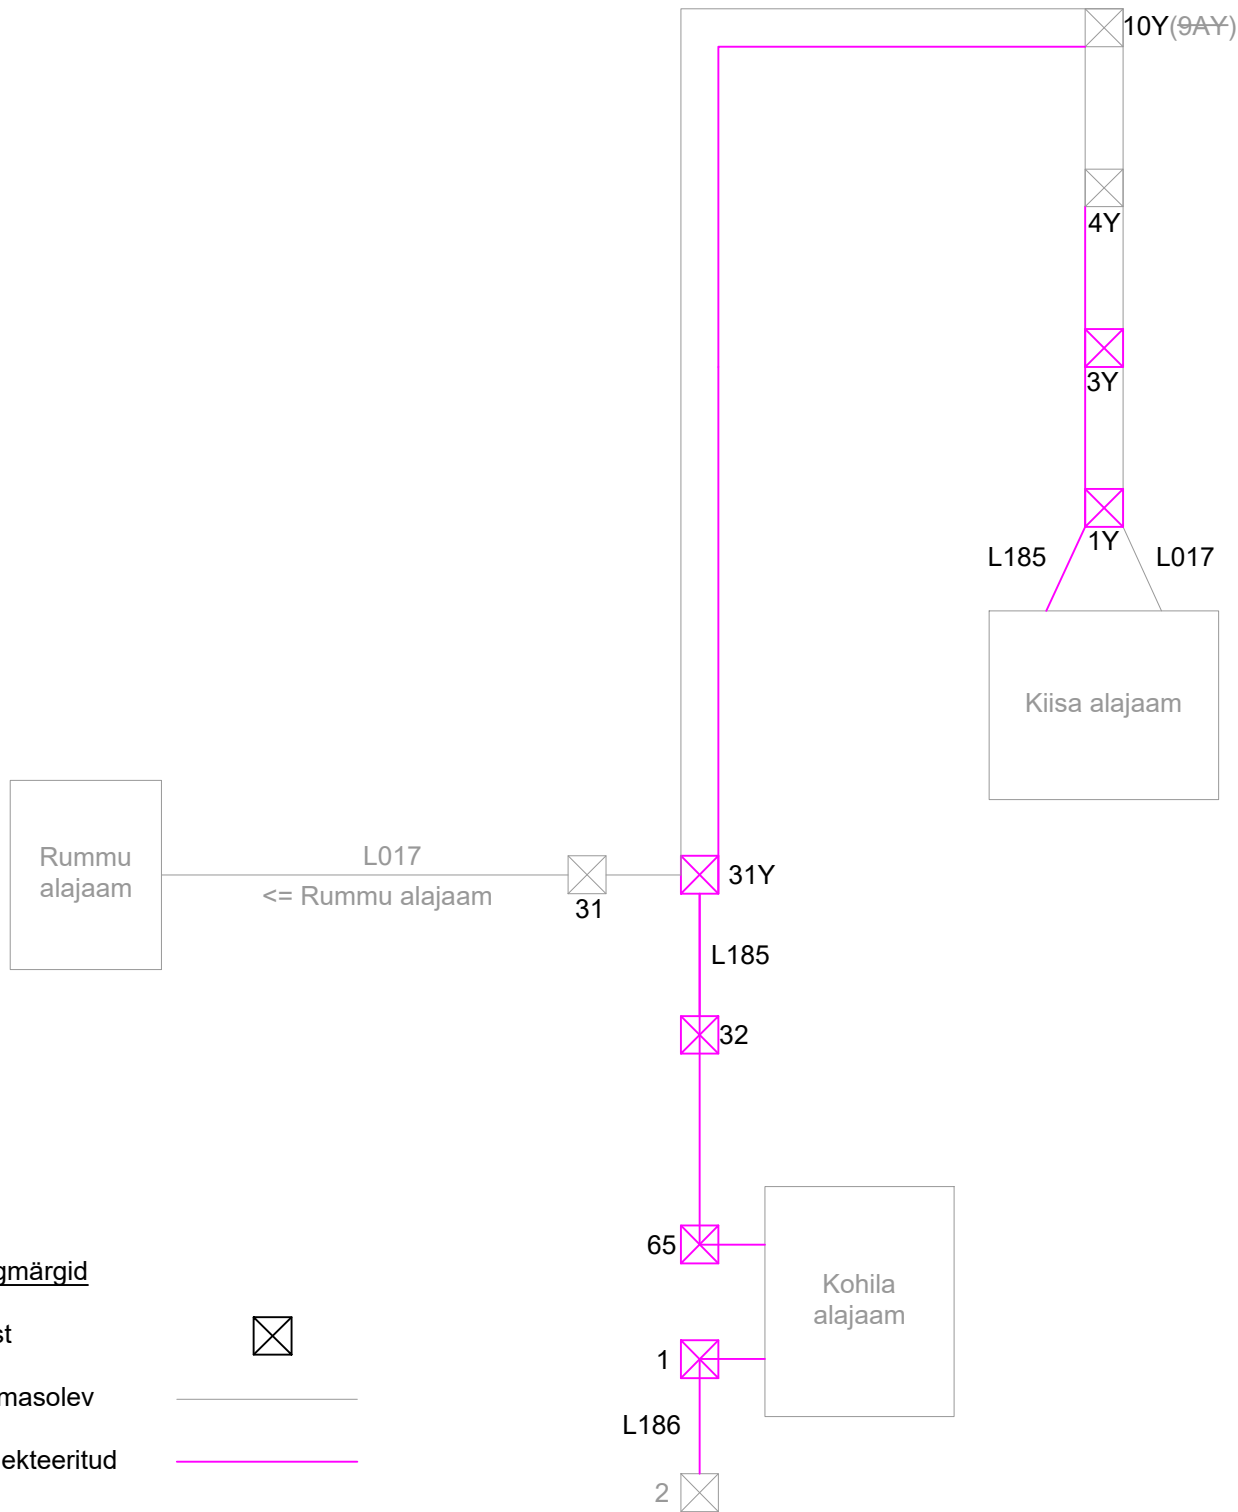 10Y(9AY)
4Y
3Y
1Y
L185
L017
Kiisa alajaam
Rummu
alajaam
L017
<= Rummu alajaam
31
31Y
L185
32
65
Kohila
alajaam
1
L186
2
gmärgid
st
masolev
ekteeritud